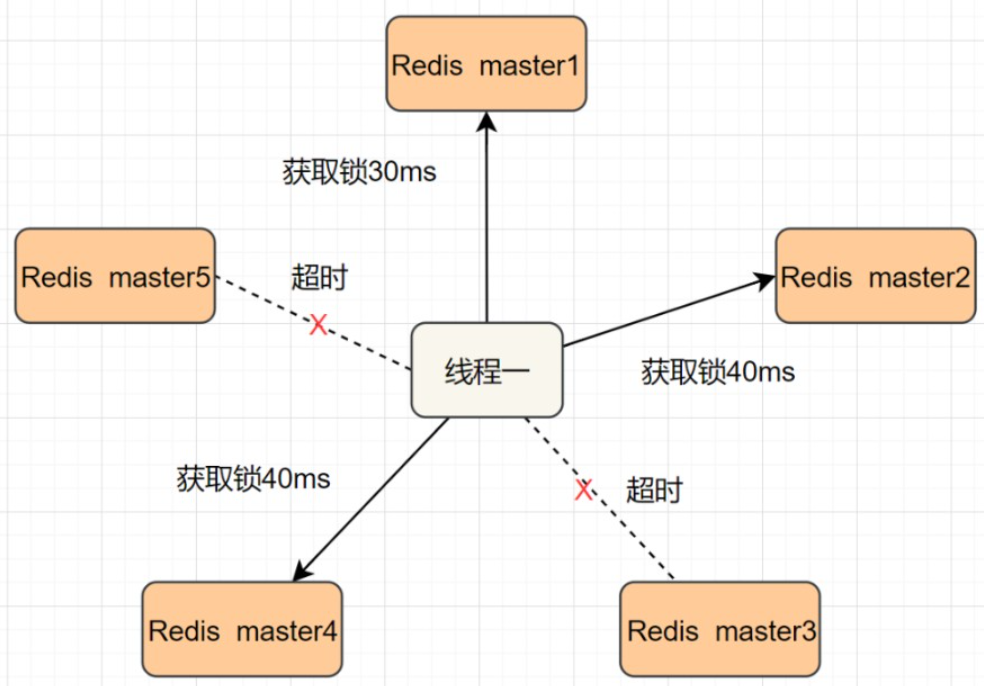 Redis master1
获取锁30ms
Redis master5
超时
X
Redis master2
线程一
获取锁40ms
获取锁40ms
X
超时
Redis master4
Redis master3